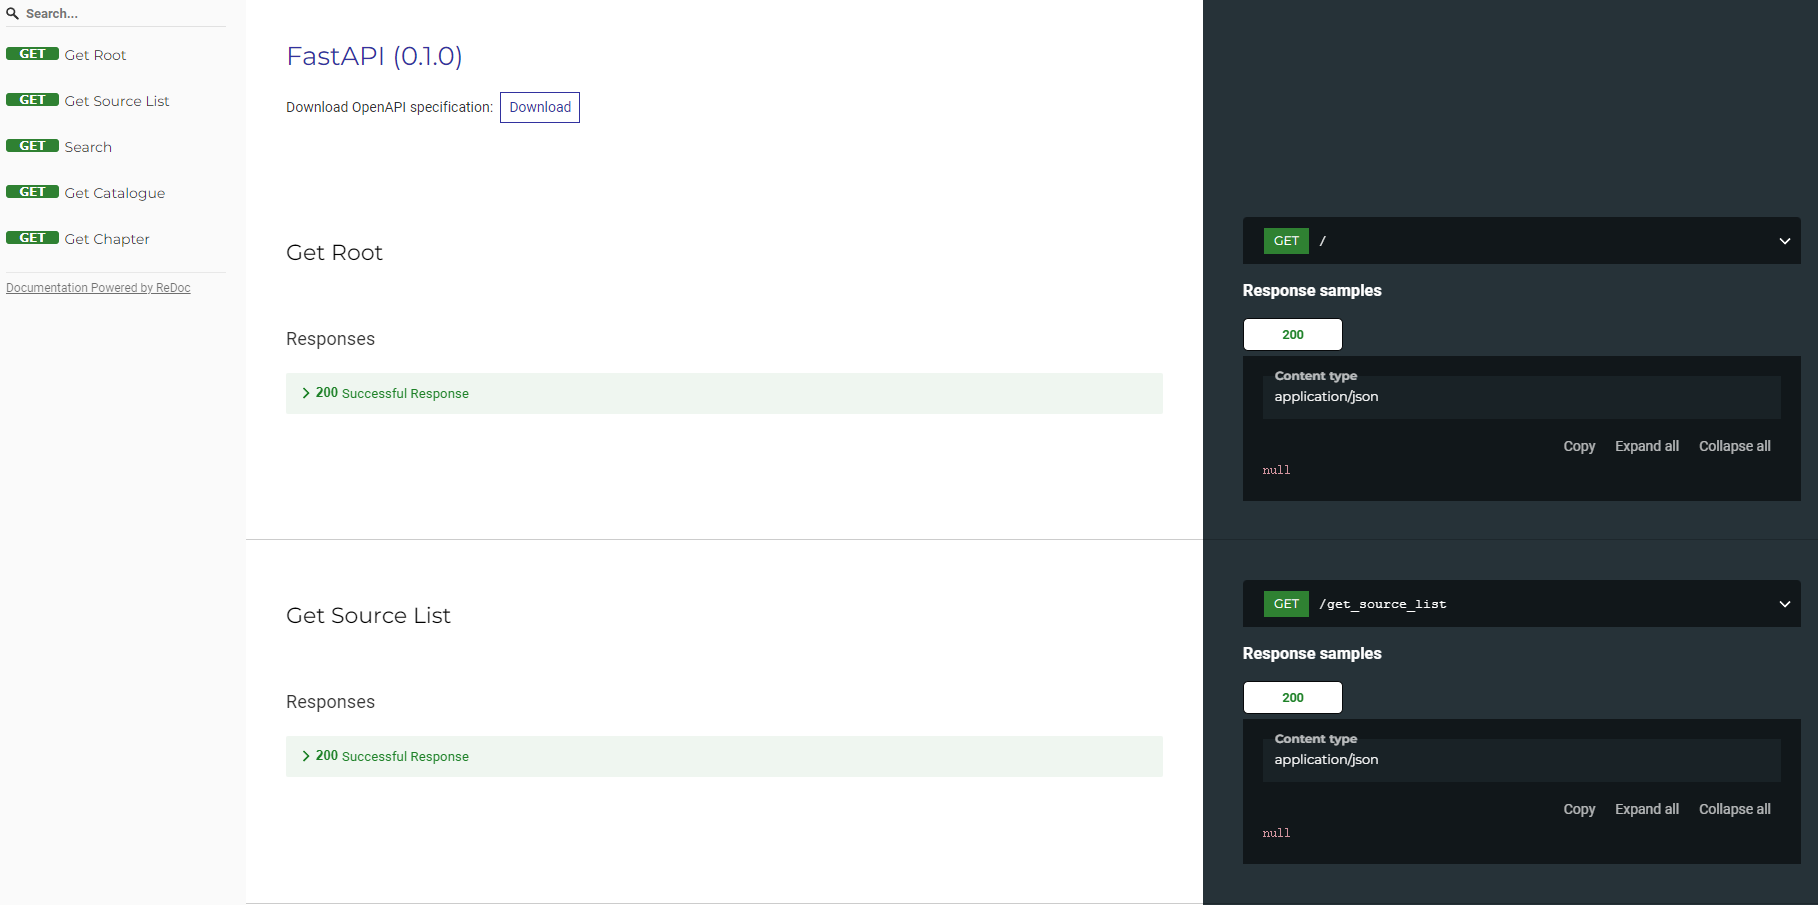 Search...
GET Get Root
GET Get Source List
GET Search
GET Get Catalogue
GET Get Chapter
Documentation Powered by ReDoc
FastAPI (0.1.0)
Download OpenAPI specification: Download
Get Root
Responses
200 Successful Response
GET /
Response samples
200
Content type
application/json
Copy Expand all Collapse all
null
Get Source List
Responses
200 Successful Response
GET /get_source_list
Response samples
200
Content type
application/json
Copy Expand all Collapse all
null